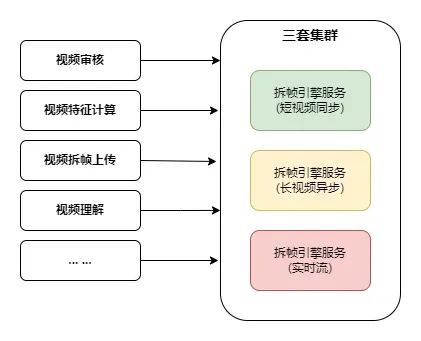 三套集群
视频审核
视频特征计算
视频拆帧上传
视频理解
... ...
拆帧引擎服务
(短视频同步)
拆帧引擎服务
(长视频异步)
拆帧引擎服务
(实时流)